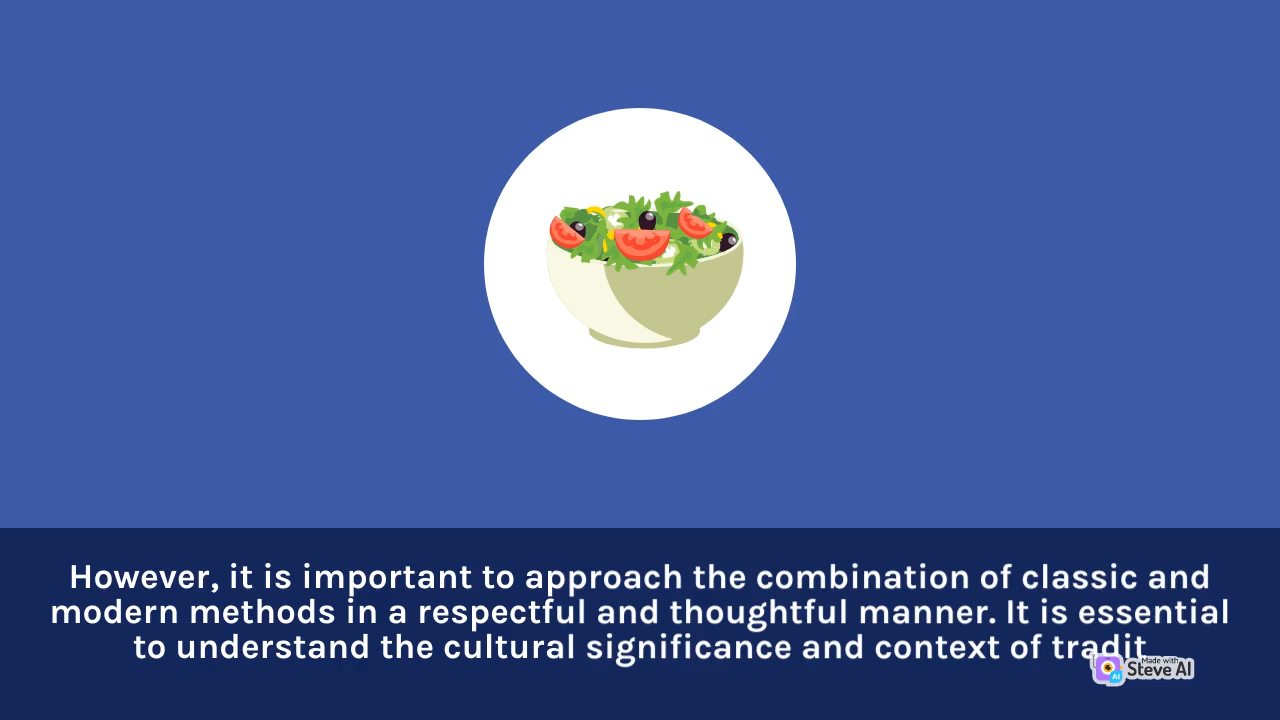 However, it is important to approach the combination of classic and
modern methods in a respectful and thoughtful manner. It is essential
to understand the cultural significance and context of tradit
Made with
Steve AI
AI